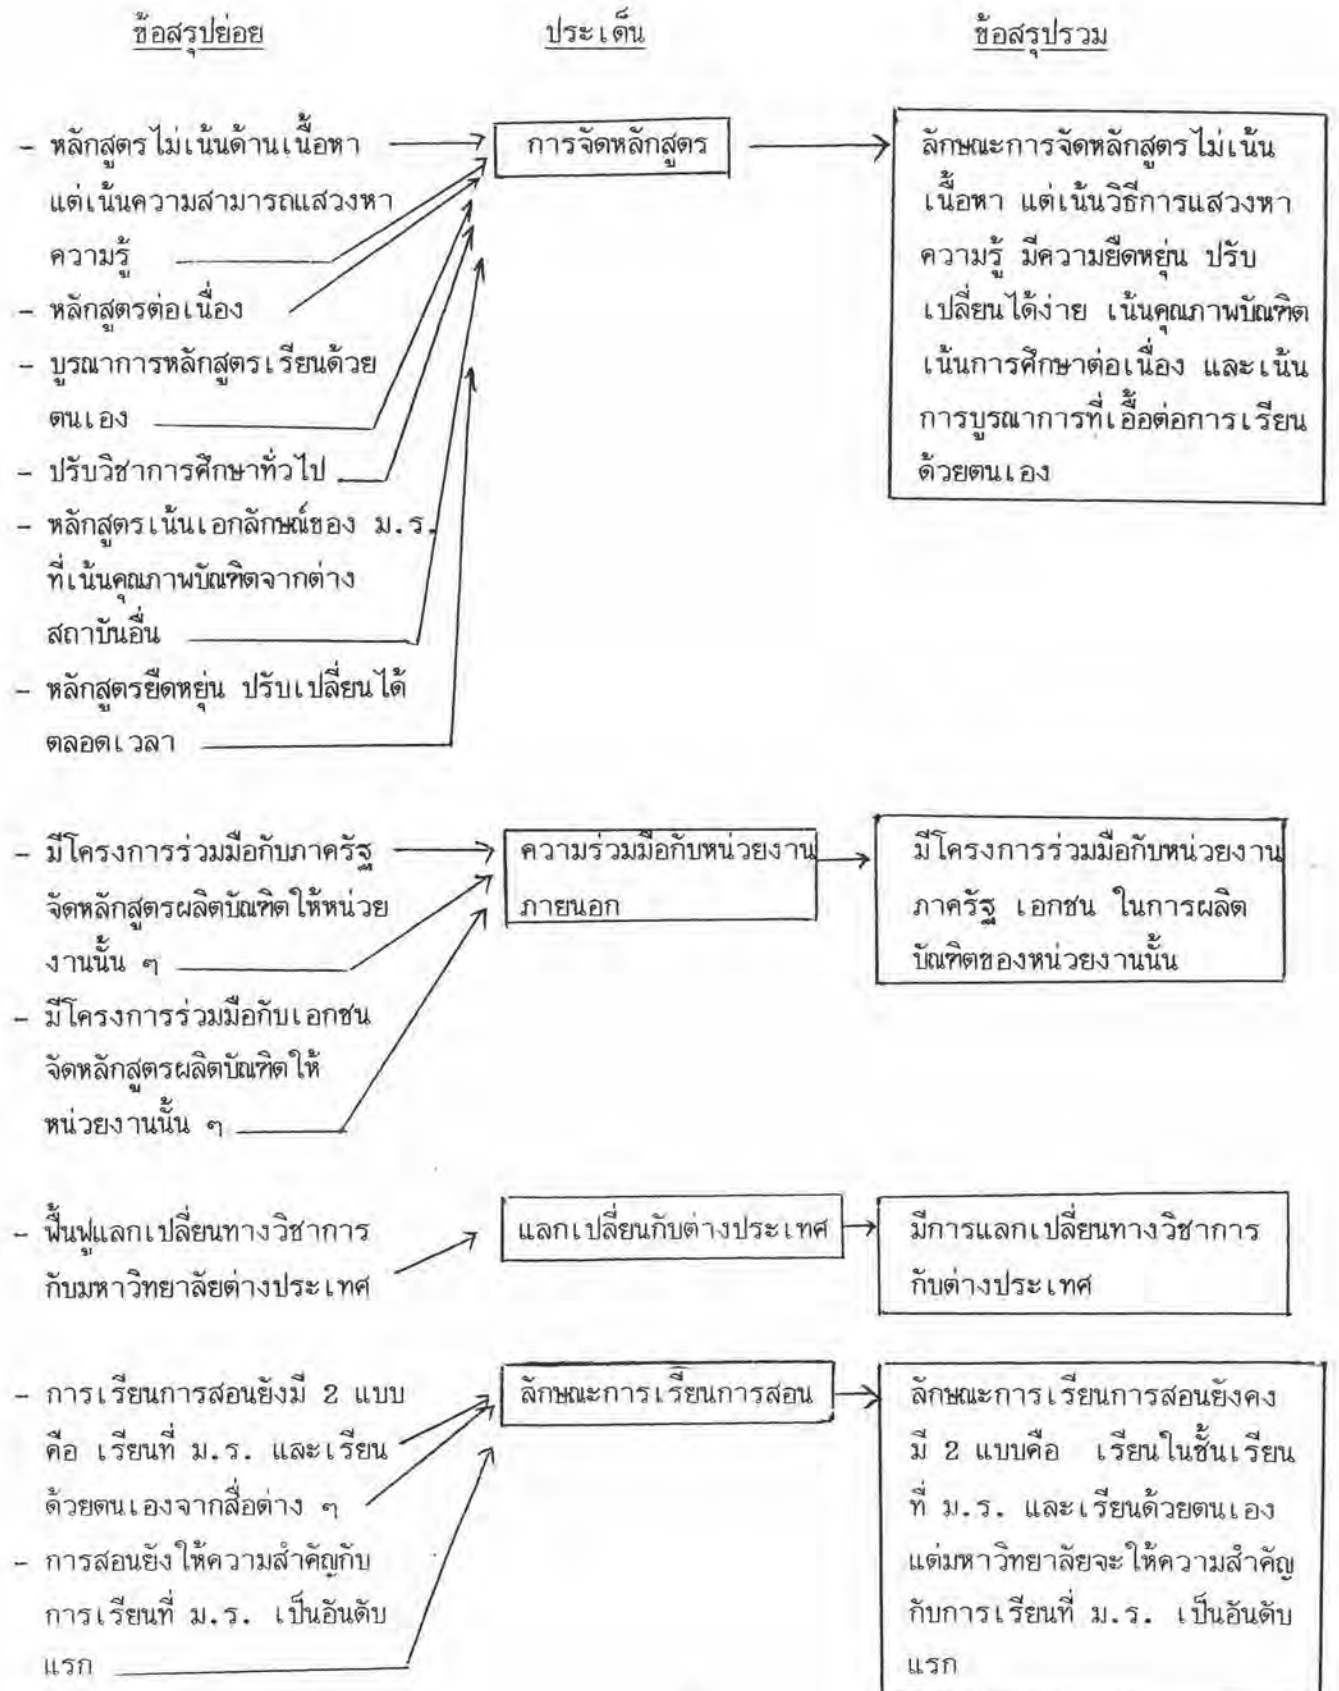 ข้อสรุปย่อย
ประเด็น
ข้อสรุปรวม
- หลักสูตรไม่เน้นด้านเนื้อหา
แต่เน้นความสามารถแสวงหา
ความรู้
- หลักสูตรต่อเนื่อง
- บูรณาการหลักสูตรเรียนด้วย
ตนเอง
- ปรับวิชาการศึกษาทั่วไป
- หลักสูตรเน้นเอกลักษณ์ของ ม.ร.
ที่เน้นคุณภาพบัณฑิตจากต่าง
สถาบันอื่น
- หลักสูตรยืดหยุ่น ปรับเปลี่ยนได้
ตลอดเวลา
การจัดหลักสูตร
ลักษณะการจัดหลักสูตรไม่เน้น
เนื้อหา แต่เน้นวิธีการแสวงหา
ความรู้ มีความยืดหยุ่น ปรับ
เปลี่ยนได้ง่าย เน้นคุณภาพบัณฑิต
เน้นการศึกษาต่อเนื่อง และเน้น
การบูรณาการที่เอื้อต่อการเรียน
ด้วยตนเอง
- มีโครงการร่วมมือกับภาครัฐ
จัดหลักสูตรผลิตบัณฑิตให้หน่วย
งานนั้น ๆ
- มีโครงการร่วมมือกับเอกชน
จัดหลักสูตรผลิตบัณฑิตให้
หน่วยงานนั้น ๆ
ความร่วมมือกับหน่วยงาน
ภายนอก
มีโครงการร่วมมือกับหน่วยงาน
ภาครัฐ เอกชน ในการผลิต
บัณฑิตของหน่วยงานนั้น
- ฟื้นฟูแลกเปลี่ยนทางวิชาการ
กับมหาวิทยาลัยต่างประเทศ
แลกเปลี่ยนกับต่างประเทศ
มีการแลกเปลี่ยนทางวิชาการ
กับต่างประเทศ
- การเรียนการสอนยังมี 2 แบบ
คือ เรียนที่ ม.ร. และเรียน
ด้วยตนเองจากสื่อต่าง ๆ
- การสอนยังให้ความสำคัญกับ
การเรียนที่ ม.ร. เป็นอันดับ
แรก
ลักษณะการเรียนการสอน
ลักษณะการเรียนการสอนยังคง
มี 2 แบบคือ เรียนในชั้นเรียน
ที่ ม.ร. และเรียนด้วยตนเอง
แต่มหาวิทยาลัยจะให้ความสำคัญ
กับการเรียนที่ ม.ร. เป็นอันดับ
แรก